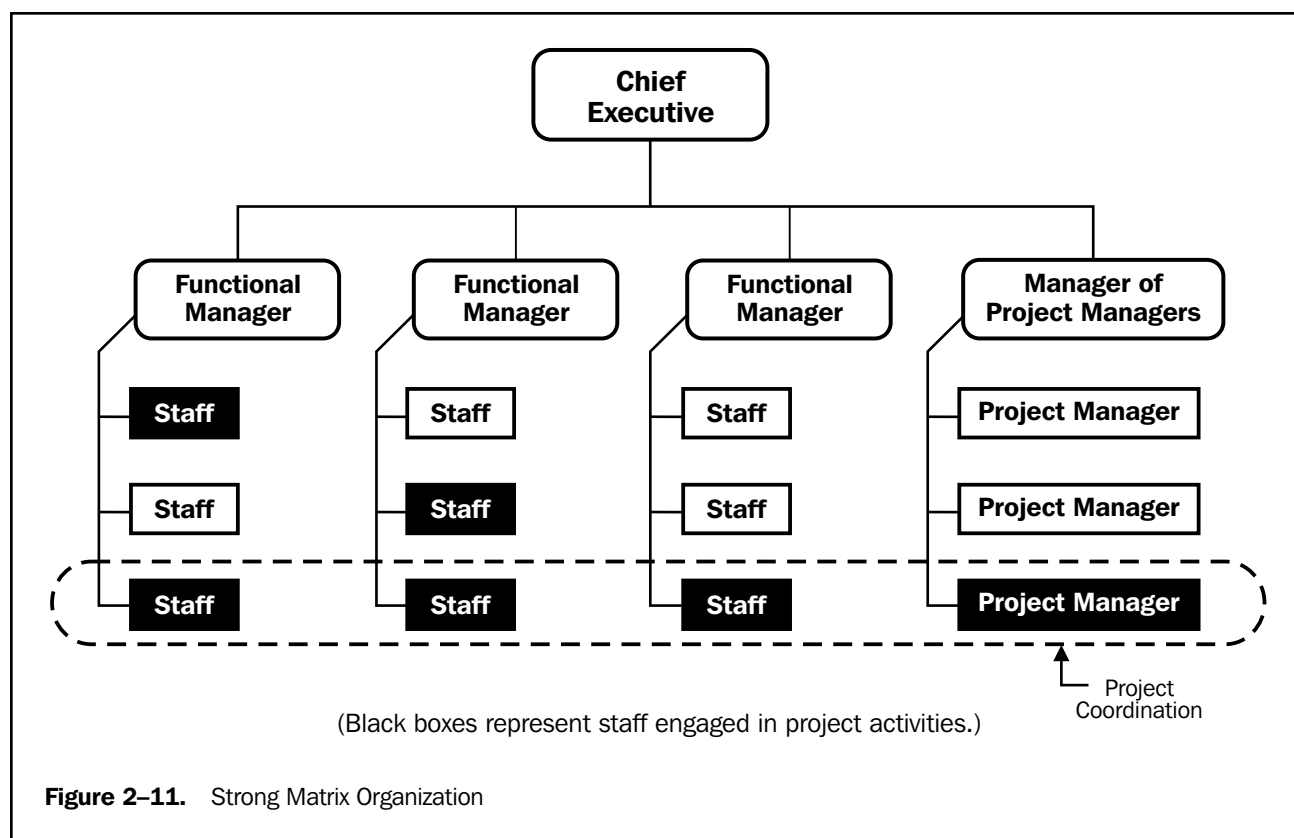 Chief
Executive
Functional
Manager
Functional
Manager
Functional
Manager
Manager of
Project Managers
Staff
Staff
Staff
Project Manager
Staff
Staff
Staff
Project Manager
Staff
Staff
Staff
Project Manager
Project
Coordination
(Black boxes represent staff engaged in project activities.)
Figure 2–11. Strong Matrix Organization